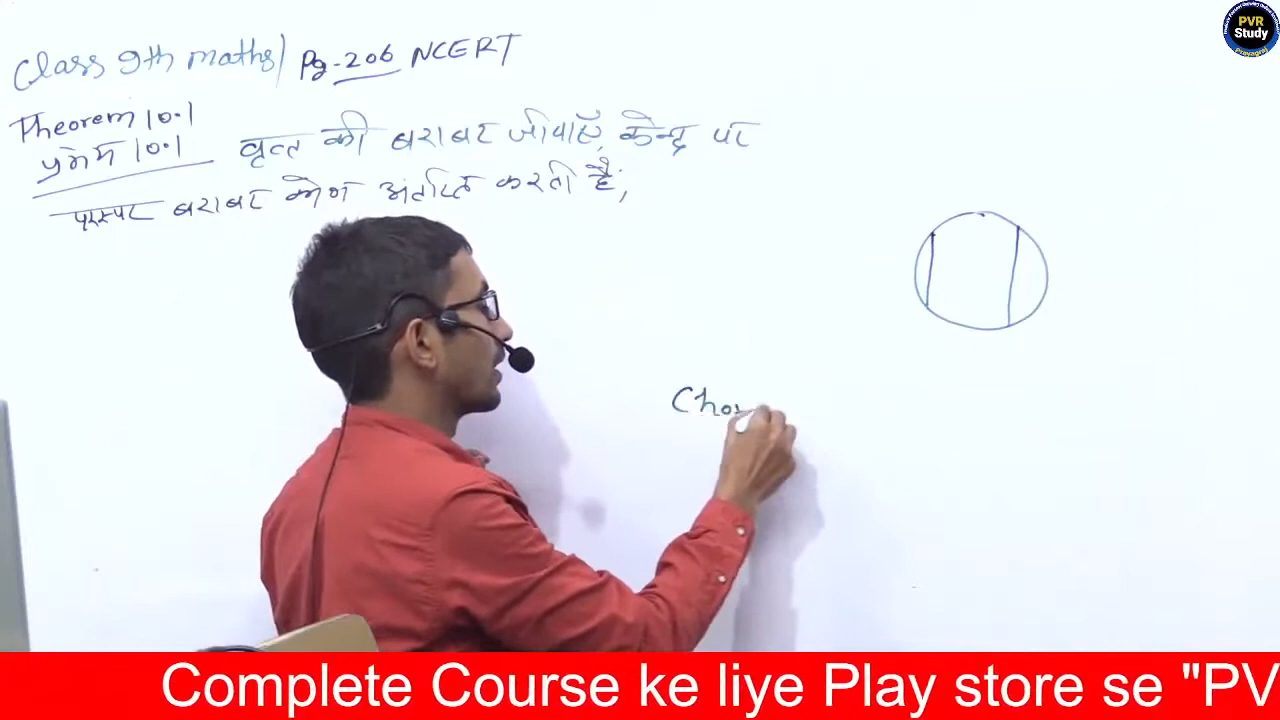 Class 9th maths/ Pg-206 NCERT
Theorem 10.1
प्रमेय 10.1 वृत्त की बराबर जीवाएँ, केन्द्र पर
परस्पर बराबर कोण अंतरित करती है;
Cho
PVR
Study
Prayagraj
Complete Course ke liye Play store se "PV